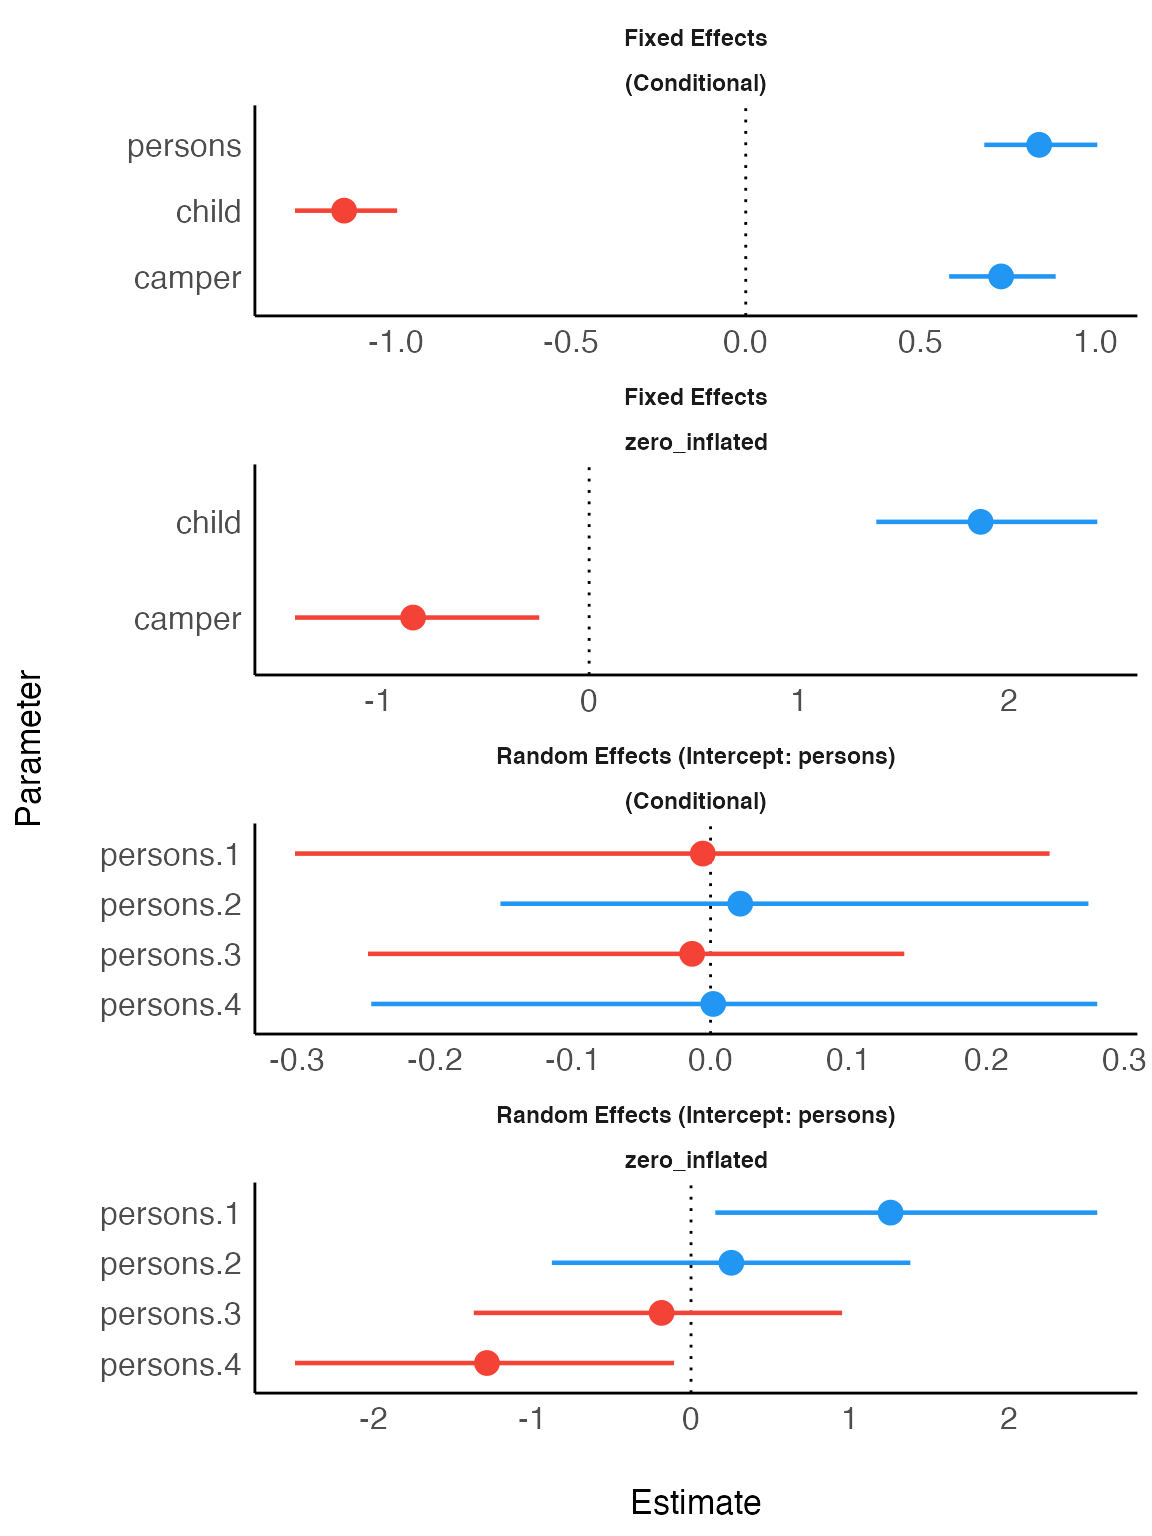 Fixed Effects
(Conditional)
persons
child
camper
-1.0 -0.5 0.0 0.5 1.0
Fixed Effects
zero_inflated
child
camper
-1 0 1 2
Random Effects (Intercept: persons)
(Conditional)
persons.1
persons.2
persons.3
persons.4
-0.3 -0.2 -0.1 0.0 0.1 0.2 0.3
Random Effects (Intercept: persons)
zero_inflated
persons.1
persons.2
persons.3
persons.4
-2 -1 0 1 2
Estimate
Parameter